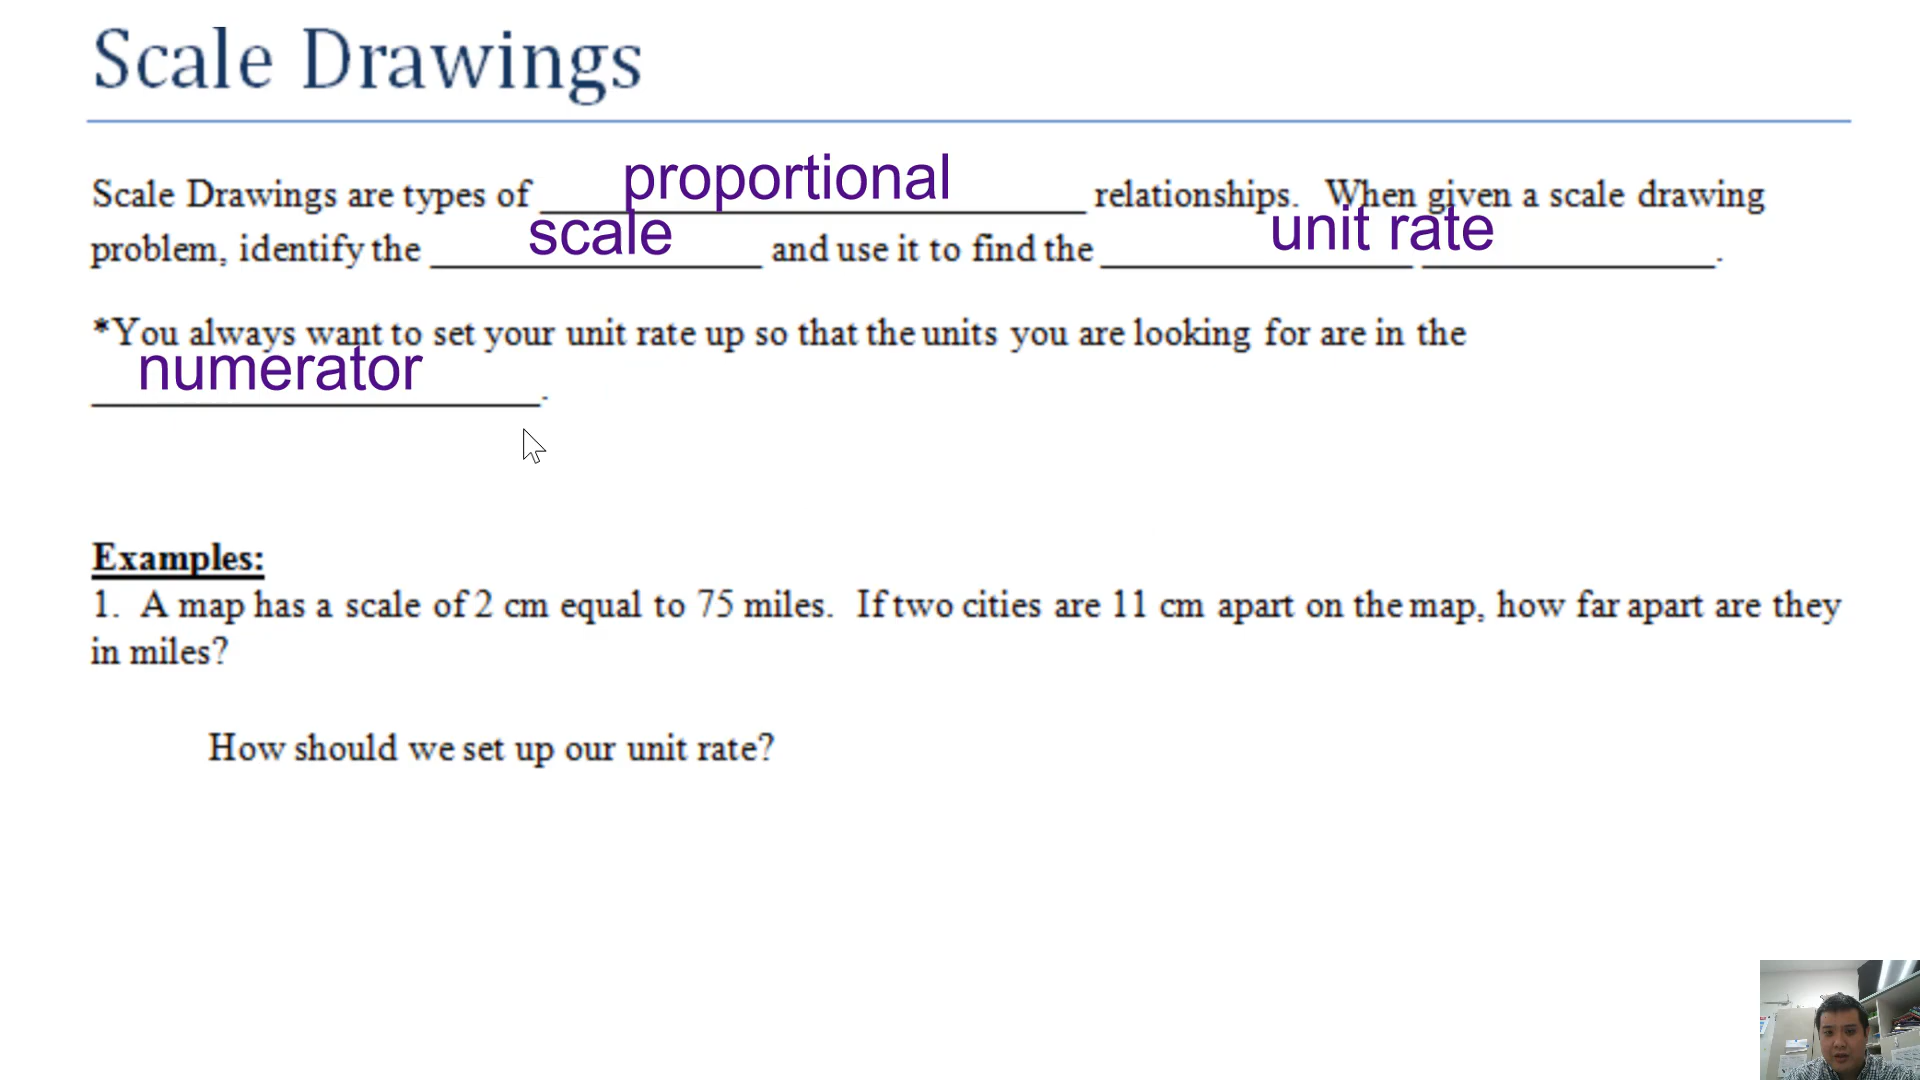 Scale Drawings
Scale Drawings are types of proportional relationships. When given a scale drawing
problem, identify the scale and use it to find the unit rate.
*You always want to set your unit rate up so that the units you are looking for are in the
numerator.
Examples:
1. A map has a scale of 2 cm equal to 75 miles. If two cities are 11 cm apart on the map, how far apart are they
in miles?
How should we set up our unit rate?